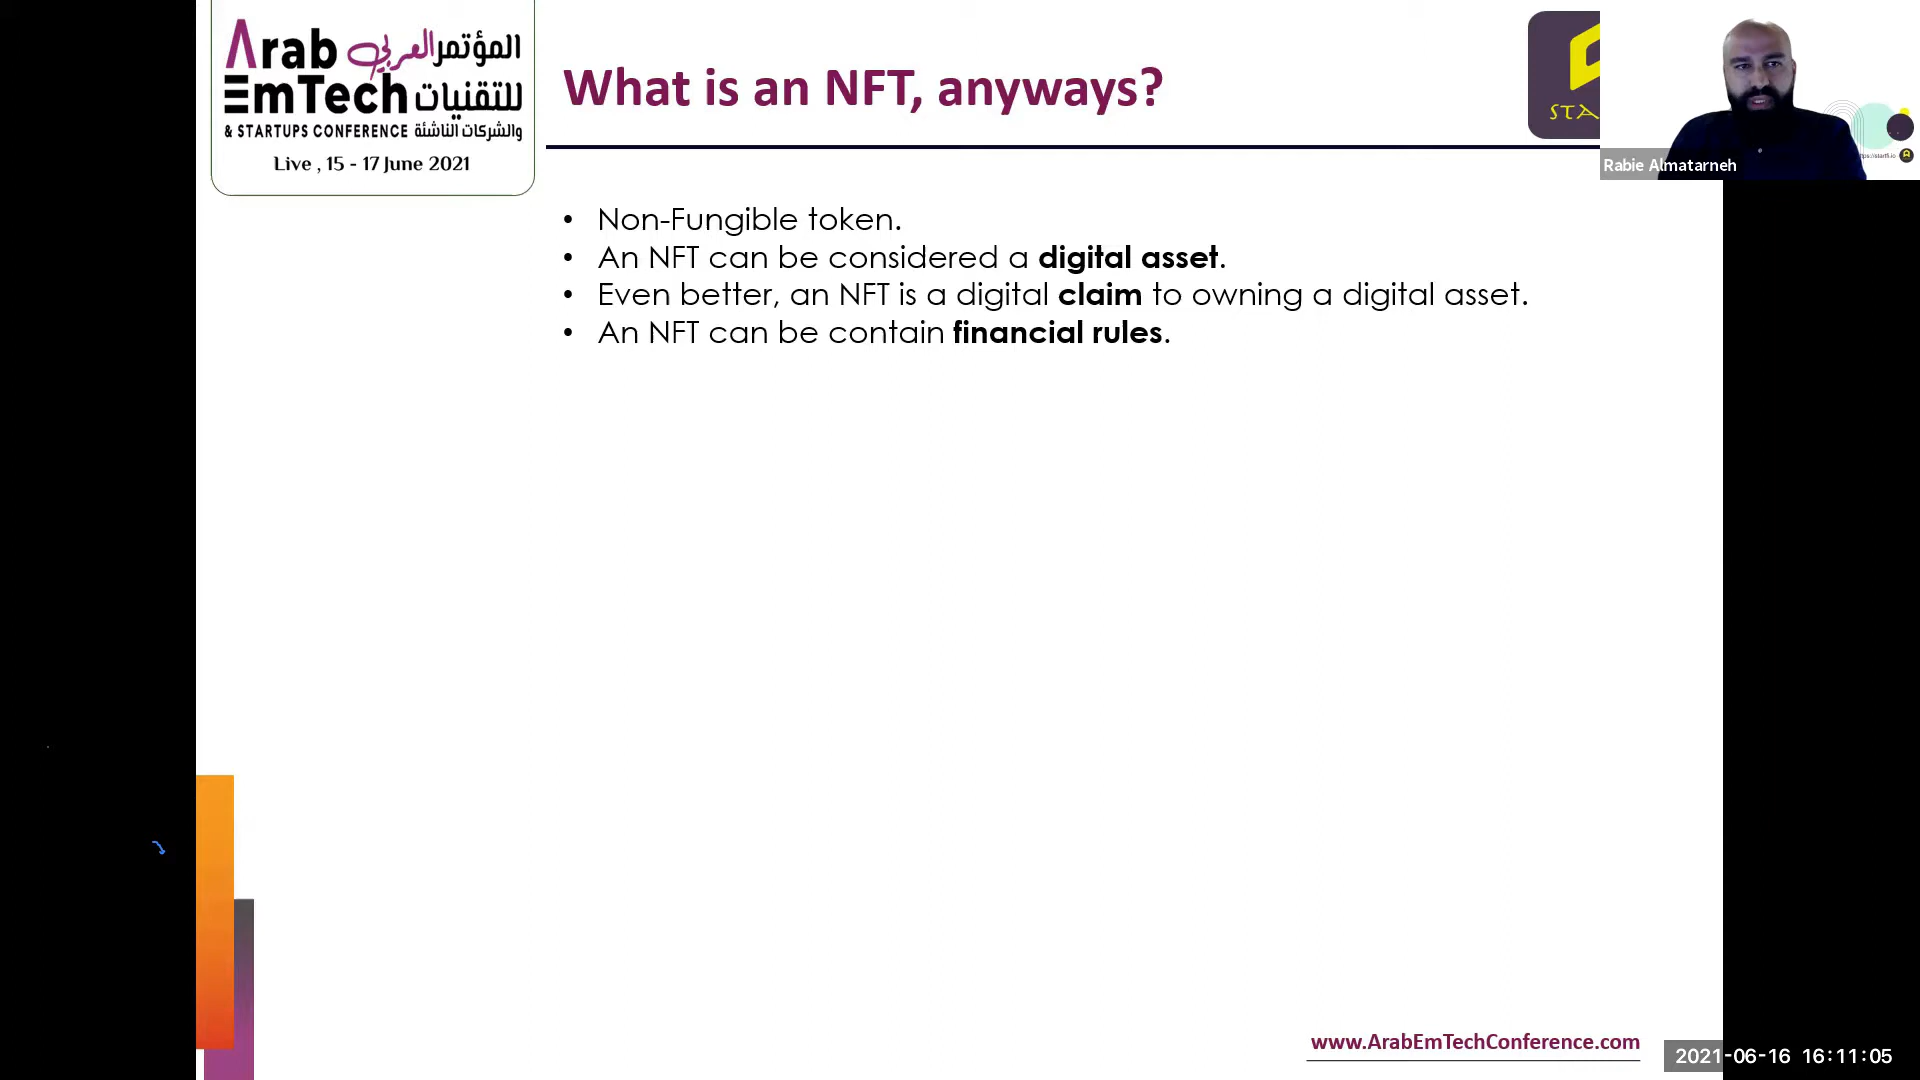 Arab المؤتمر العربي
EmTech للتقنيات
& STARTUPS CONFERENCE والشركات الناشئة
Live , 15 - 17 June 2021
What is an NFT, anyways?
STA
Rabie Almatarneh
• Non-Fungible token.
• An NFT can be considered a digital asset.
• Even better, an NFT is a digital claim to owning a digital asset.
• An NFT can be contain financial rules.
www.ArabEmTechConference.com
2021-06-16 16:11:05